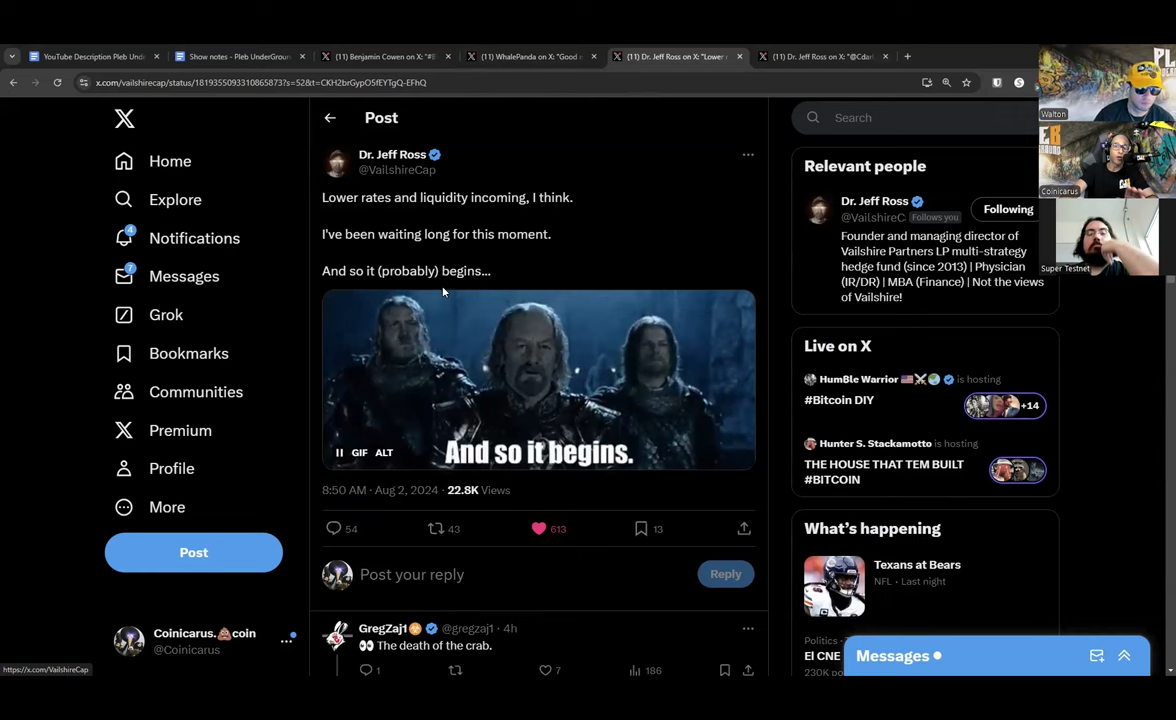 YouTube Description Pleb Und
Show notes - Pleb UnderGroun
(11) Benjamin Cowen on X: "#
(11) WhalePanda on X: "Good
(11) Dr. Jeff Ross on X: "Lower
(11) Dr. Jeff Ross on X: "@Cdar
x.com/vailshirecap/status/1819355093310865873?s=52&t=CKH2brGypO5fEYTgQ-EFhQ
Home
Explore
4
Notifications
7
Messages
Grok
Bookmarks
Communities
Premium
Profile
More
Post
Coinicarus.💩coin
@Coinicarus
https://x.com/VailshireCap
Post
Dr. Jeff Ross
@VailshireCap
Lower rates and liquidity incoming, I think.
I've been waiting long for this moment.
And so it (probably) begins...
And so it begins.
GIF ALT
8:50 AM · Aug 2, 2024 · 22.8K Views
54 43 613 13
Post your reply
Reply
GregZaj1 @gregzaj1 · 4h
👀 The death of the crab.
1 7 186
Search
Relevant people
Dr. Jeff Ross
@VailshireC Follows you
Following
Founder and managing director of
Vailshire Partners LP multi-strategy
hedge fund (since 2013) | Physician
(IR/DR) | MBA (Finance) | Not the views
of Vailshire!
Live on X
HumBle Warrior is hosting
#Bitcoin DIY
+14
Hunter S. Stackamotto is hosting
THE HOUSE THAT TEM BUILT
#BITCOIN
What's happening
Texans at Bears
NFL · Last night
Politics
El CNE
230K po
Messages
Walton
Coinicarus
Super Testnet